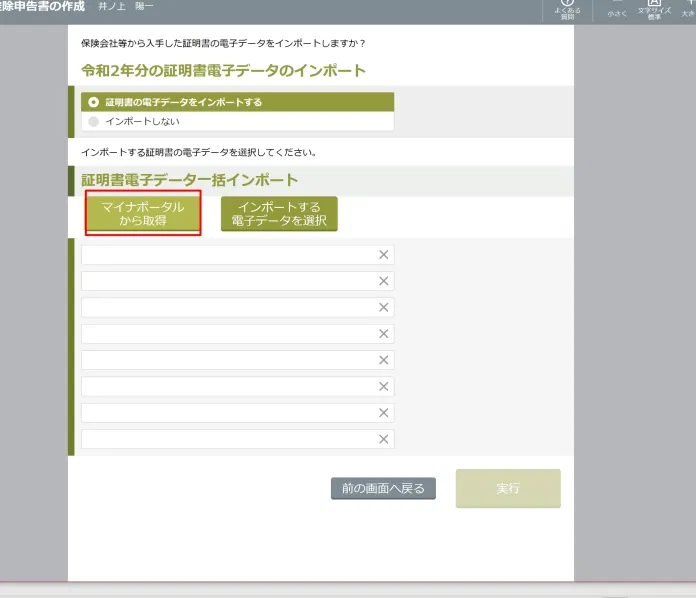 除申告書の作成 井ノ上 陽一
よくある
質問
小さく
文字サイズ
標準
大き
保険会社等から入手した証明書の電子データをインポートしますか？
令和2年分の証明書電子データのインポート
証明書の電子データをインポートする
インポートしない
インポートする証明書の電子データを選択してください。
証明書電子データ一括インポート
マイナポータル
から取得
インポートする
電子データを選択
前の画面へ戻る
実行